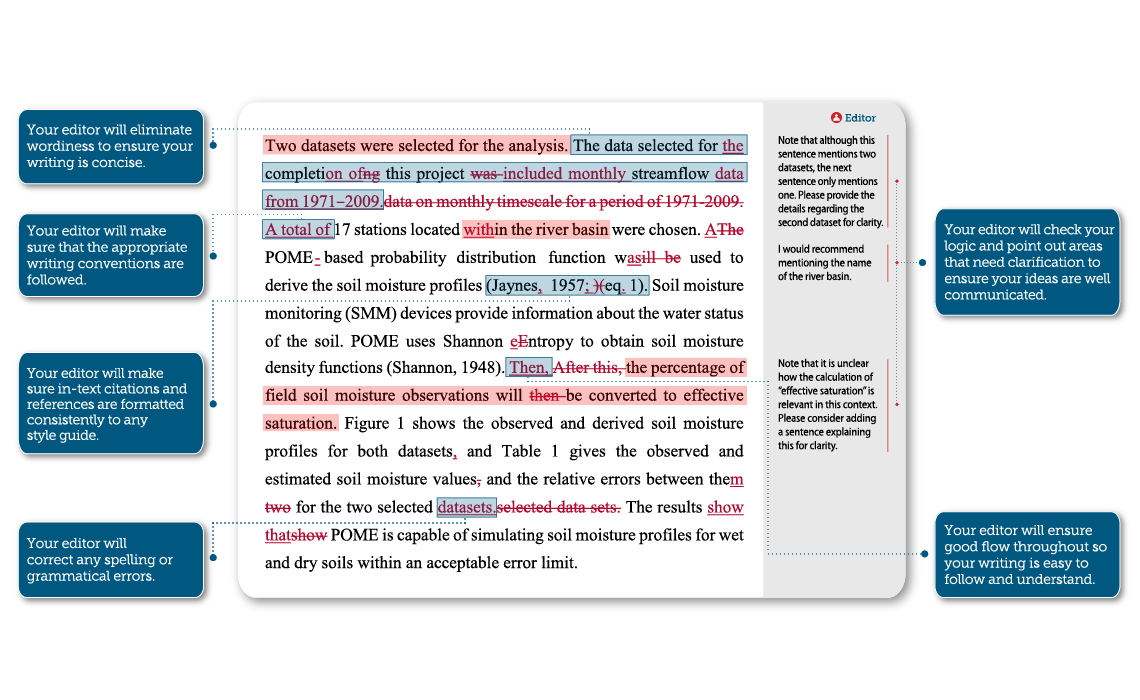 Your editor will eliminate
wordiness to ensure your
writing is concise.
Your editor will make
sure that the appropriate
writing conventions are
followed.
Your editor will make
sure in-text citations and
references are formatted
consistently to any
style guide.
Your editor will
correct any spelling or
grammatical errors.
Two datasets were selected for the analysis. The data selected for the
completion ofng this project was included monthly streamflow data
from 1971–2009.data on monthly timescale for a period of 1971-2009.
A total of 17 stations located within the river basin were chosen. AThe
POME--based probability distribution function wasill be used to
derive the soil moisture profiles (Jaynes, 1957; )(eq. 1). Soil moisture
monitoring (SMM) devices provide information about the water status
of the soil. POME uses Shannon eEntropy to obtain soil moisture
density functions (Shannon, 1948). Then, After this, the percentage of
field soil moisture observations will then be converted to effective
saturation. Figure 1 shows the observed and derived soil moisture
profiles for both datasets, and Table 1 gives the observed and
estimated soil moisture values, and the relative errors between them
two for the two selected datasets.selected data sets. The results show
thatshow POME is capable of simulating soil moisture profiles for wet
and dry soils within an acceptable error limit.
Editor
Note that although this
sentence mentions two
datasets, the next
sentence only mentions
one. Please provide the
details regarding the
second dataset for clarity.
I would recommend
mentioning the name
of the river basin.
Note that it is unclear
how the calculation of
"effective saturation" is
relevant in this context.
Please consider adding
a sentence explaining
this for clarity.
Your editor will check your
logic and point out areas
that need clarification to
ensure your ideas are well
communicated.
Your editor will ensure
good flow throughout so
your writing is easy to
follow and understand.